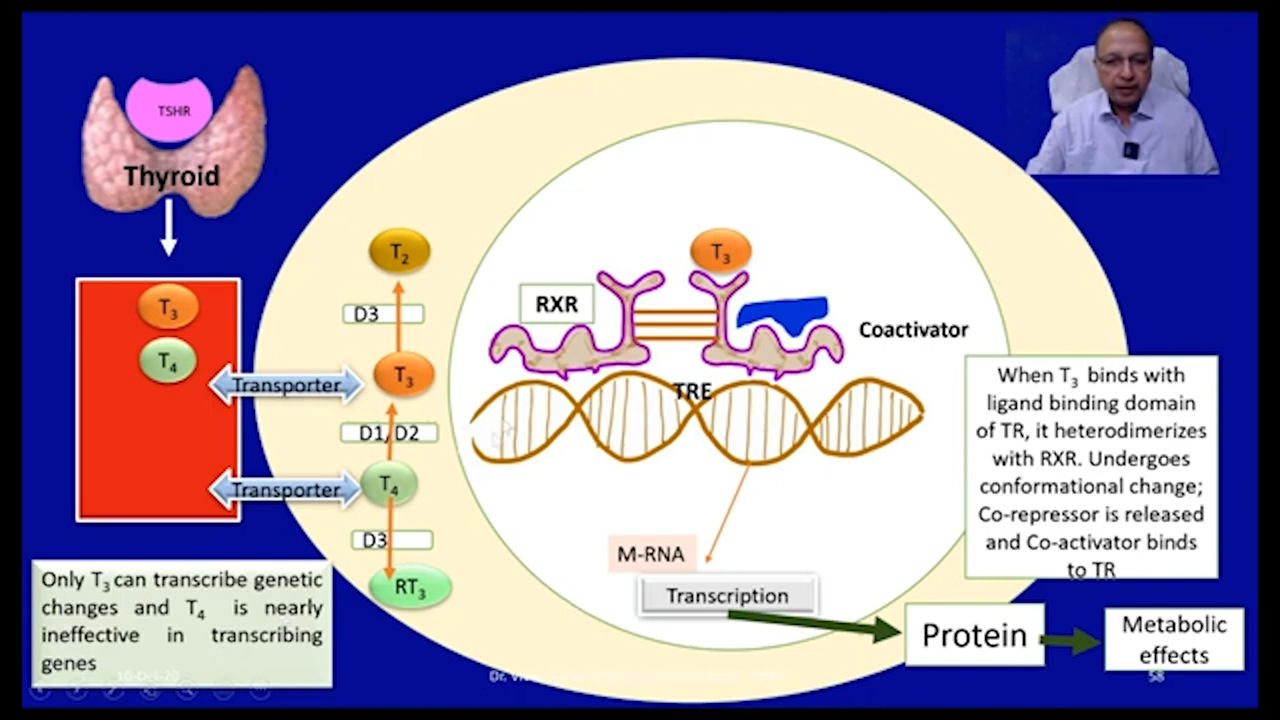 TSHR
Thyroid
T₃
T₄
Transporter
Transporter
T₂
D3
T₃
D1/D2
T₄
D3
RT₃
RXR
T₃
Coactivator
TRE
M-RNA
Transcription
Protein
Metabolic
effects
When T₃ binds with
ligand binding domain
of TR, it heterodimerizes
with RXR. Undergoes
conformational change;
Co-repressor is released
and Co-activator binds
to TR
Only T₃ can transcribe genetic
changes and T₄ is nearly
ineffective in transcribing
genes
58